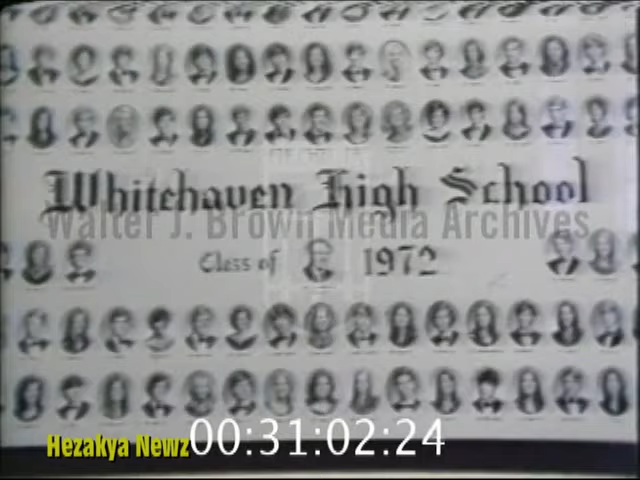 Whitehaven High School
Walter J. Brown Media Archives
Class of 1972
Hezakya Newz
00:31:02:24